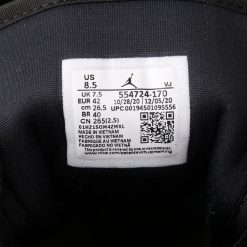 US
8.5
VJ
UK 7.5
554724-170
EUR 42
10/28/20
12/05/20
cm 26.5
UPC 00194501095556
BR 40
CN 265(2.5)
MADE IN VIETNAM
FABRIQUÉ AU VIETNAM
FABRICADO NO VIETNÃ
HECHO EN VIETNAM